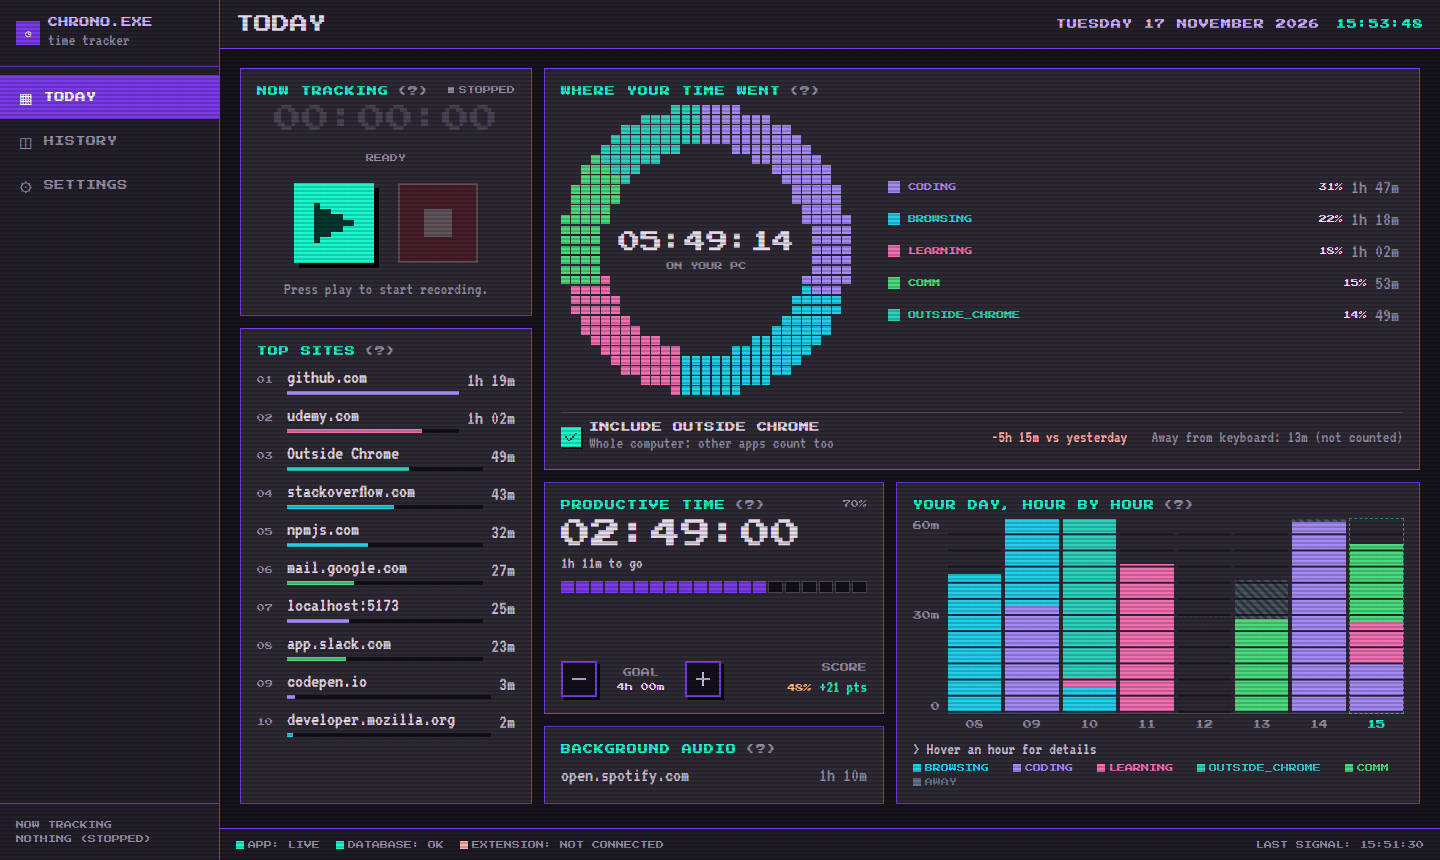 CHRONO.EXE
time tracker
TODAY
HISTORY
SETTINGS
NOW TRACKING
NOTHING (STOPPED)
TODAY
TUESDAY 17 NOVEMBER 2026 15:53:48
NOW TRACKING (?) STOPPED
00:00:00
READY
Press play to start recording.
TOP SITES (?)
01 github.com 1h 19m
02 udemy.com 1h 02m
03 Outside Chrome 49m
04 stackoverflow.com 43m
05 npmjs.com 32m
06 mail.google.com 27m
07 localhost:5173 25m
08 app.slack.com 23m
09 codepen.io 3m
10 developer.mozilla.org 2m
WHERE YOUR TIME WENT (?)
05:49:14
ON YOUR PC
CODING 31% 1h 47m
BROWSING 22% 1h 18m
LEARNING 18% 1h 02m
COMM 15% 53m
OUTSIDE_CHROME 14% 49m
INCLUDE OUTSIDE CHROME
Whole computer: other apps count too
-5h 15m vs yesterday Away from keyboard: 13m (not counted)
PRODUCTIVE TIME (?) 70%
02:49:00
1h 11m to go
GOAL
4h 00m
SCORE
48% +21 pts
BACKGROUND AUDIO (?)
open.spotify.com 1h 10m
YOUR DAY, HOUR BY HOUR (?)
60m
30m
0
08 09 10 11 12 13 14 15
> Hover an hour for details
BROWSING CODING LEARNING OUTSIDE_CHROME COMM
AWAY
APP: LIVE DATABASE: OK EXTENSION: NOT CONNECTED
LAST SIGNAL: 15:51:30